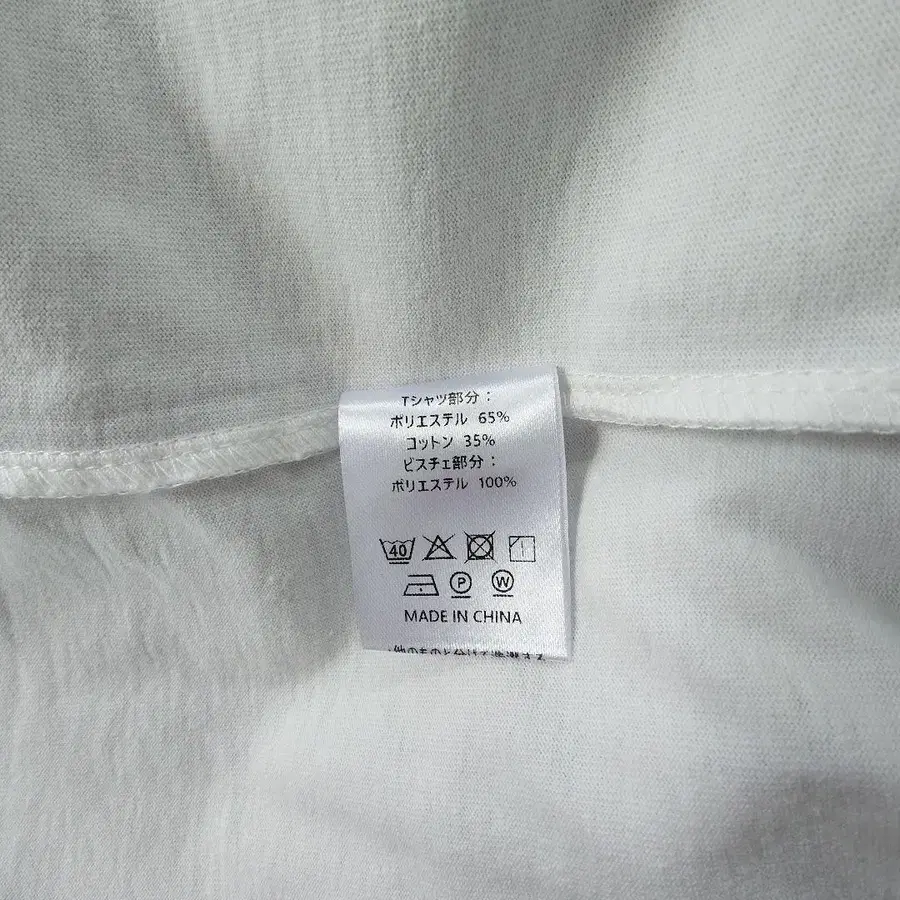 Tシャツ部分：
ポリエステル 65%
コットン 35%
ビスチェ部分：
ポリエステル 100%
40
P W
MADE IN CHINA